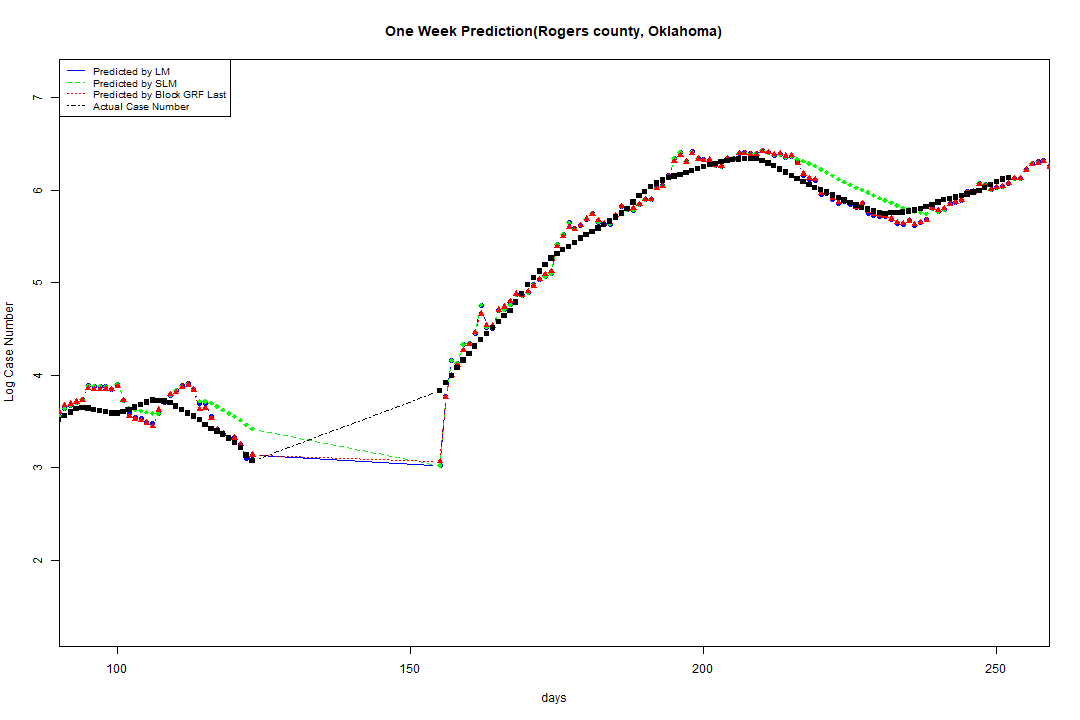 One Week Prediction(Rogers county, Oklahoma)
Predicted by LM
Predicted by SLM
Predicted by Block GRF Last
Actual Case Number
7
6
5
4
3
2
Log Case Number
100 150 200 250
days